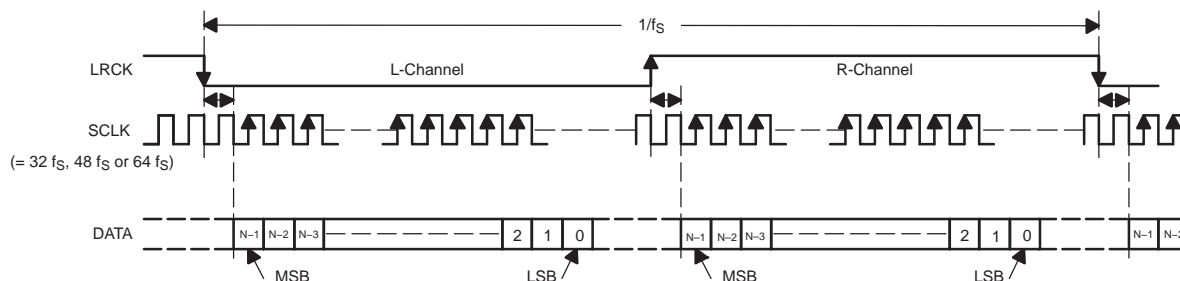 1/fS
LRCK
L-Channel
R-Channel
SCLK
(= 32 fS, 48 fS or 64 fS)
DATA
N–1 N–2 N–3 2 1 0 N–1 N–2 N–3 2 1 0 N–1 N–2
MSB LSB MSB LSB